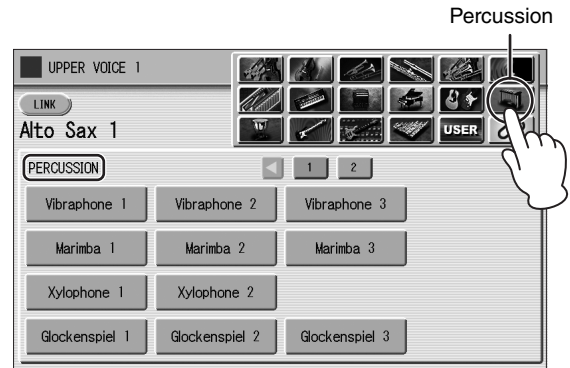 Percussion
UPPER VOICE 1
LINK
Alto Sax 1
USER
PERCUSSION
1 2
Vibraphone 1 Vibraphone 2 Vibraphone 3
Marimba 1 Marimba 2 Marimba 3
Xylophone 1 Xylophone 2
Glockenspiel 1 Glockenspiel 2 Glockenspiel 3